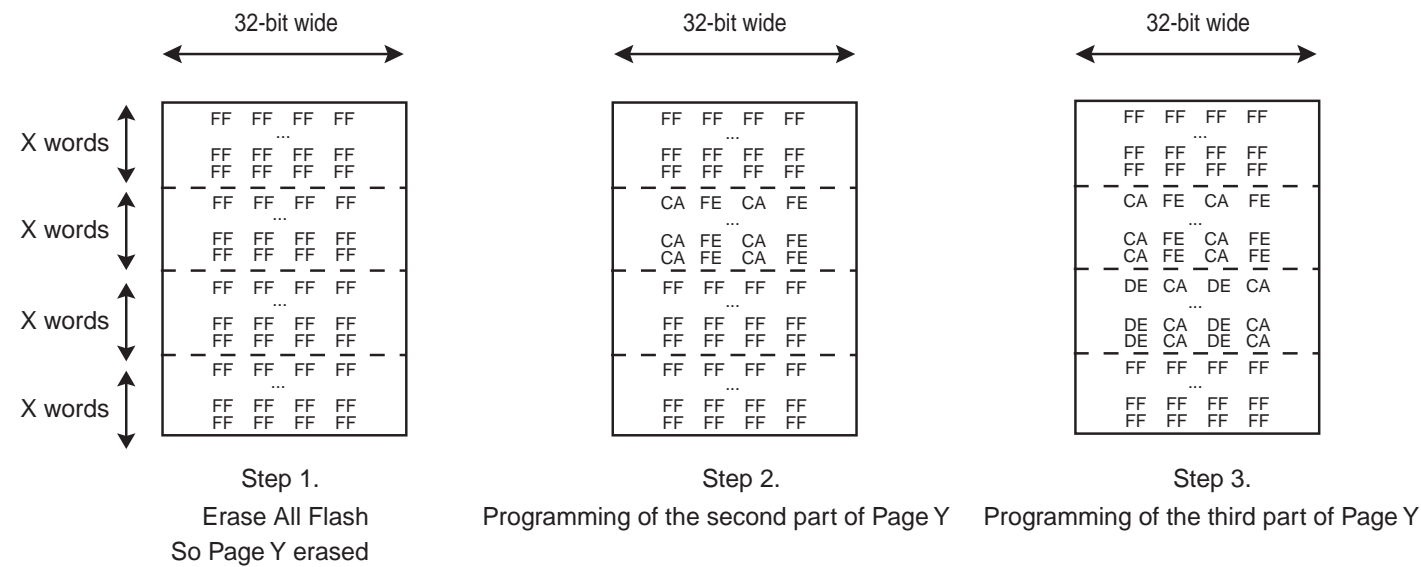 32-bit wide
32-bit wide
32-bit wide
X words
FF FF FF FF
...
FF FF FF FF
FF FF FF FF
X words
FF FF FF FF
...
FF FF FF FF
FF FF FF FF
X words
FF FF FF FF
...
FF FF FF FF
FF FF FF FF
X words
FF FF FF FF
...
FF FF FF FF
FF FF FF FF
Step 1.
Erase All Flash
So Page Y erased
FF FF FF FF
...
FF FF FF FF
FF FF FF FF
CA FE CA FE
...
CA FE CA FE
CA FE CA FE
FF FF FF FF
...
FF FF FF FF
FF FF FF FF
FF FF FF FF
...
FF FF FF FF
FF FF FF FF
Step 2.
Programming of the second part of Page Y
FF FF FF FF
...
FF FF FF FF
FF FF FF FF
CA FE CA FE
...
CA FE CA FE
CA FE CA FE
DE CA DE CA
...
DE CA DE CA
DE CA DE CA
FF FF FF FF
...
FF FF FF FF
FF FF FF FF
Step 3.
Programming of the third part of Page Y